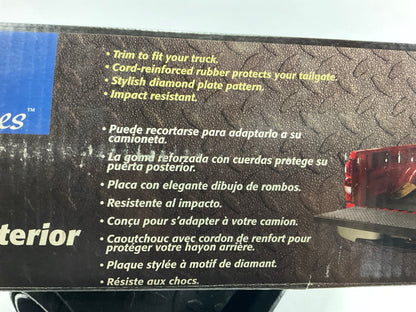 • Trim to fit your truck.
• Cord-reinforced rubber protects your tailgate.
• Stylish diamond plate pattern.
• Impact resistant.
es™
• Puede recortarse para adaptarlo a su
camioneta.
• La goma reforzada con cuerdas protege su
puerta posterior.
• Placa con elegante dibujo de rombos.
• Resistente al impacto.
• Conçu pour s'adapter à votre camion.
terior
• Caoutchouc avec cordon de renfort pour
protéger votre hayon arrière.
• Plaque stylée à motif de diamant.
• Résiste aux chocs.